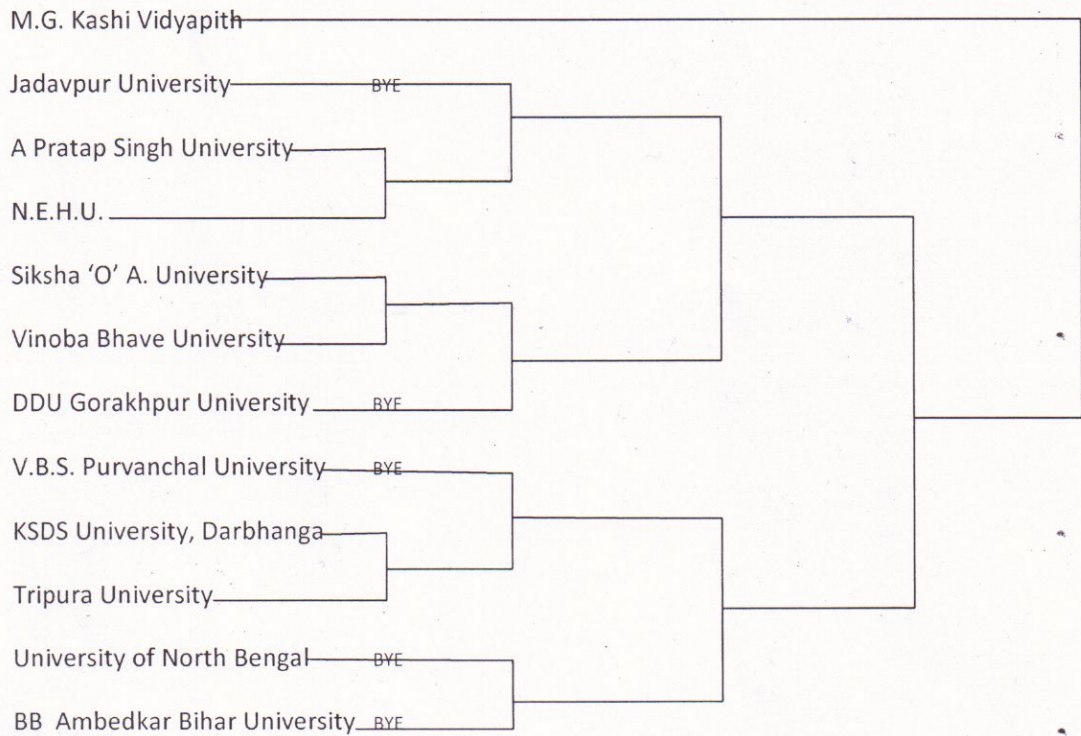 M.G. Kashi Vidyapith
Jadavpur University BYE
A Pratap Singh University
N.E.H.U.
Siksha ‘O’ A. University
Vinoba Bhave University
DDU Gorakhpur University BYE
V.B.S. Purvanchal University BYE
KSDS University, Darbhanga
Tripura University
University of North Bengal BYE
BB Ambedkar Bihar University BYE